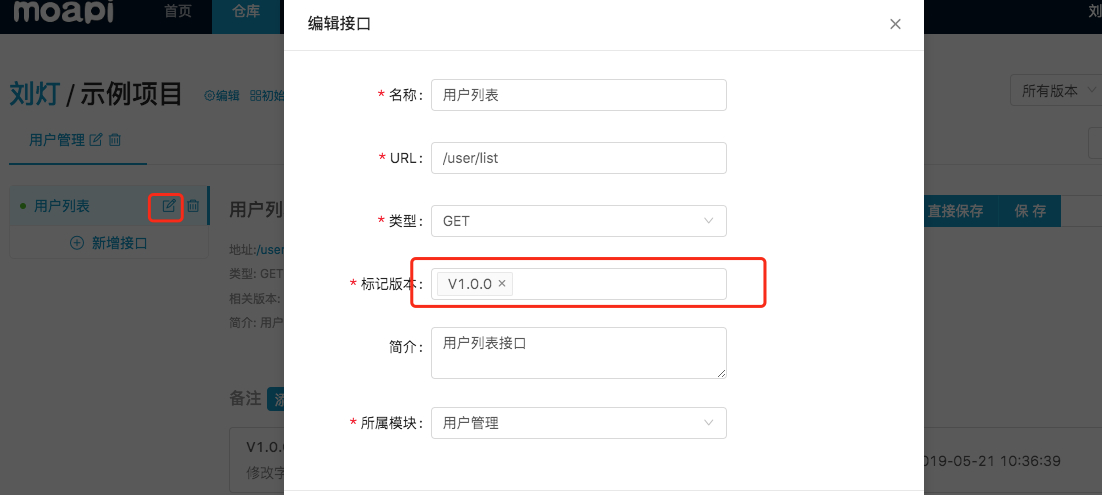 moapi 首页 仓库 刘
编辑接口
刘灯 / 示例项目 编辑 初始
所有版本
* 名称: 用户列表
用户管理
* URL: /user/list
用户列表
用户列
* 类型: GET
直接保存 保 存
新增接口
地址:/user
类型: GET
* 标记版本: V1.0.0 ×
相关版本:
简介: 用户
简介: 用户列表接口
备注
* 所属模块: 用户管理
V1.0.
修改字
019-05-21 10:36:39